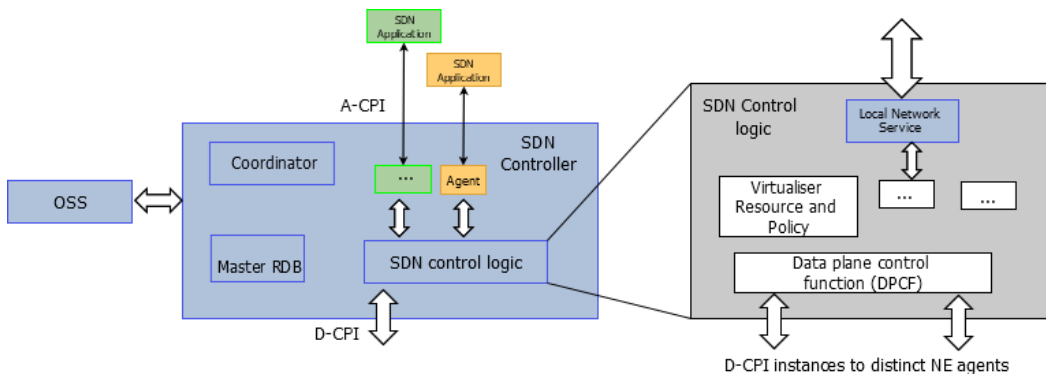 SDN
Application
SDN
Application
A-CPI
SDN
Controller
Coordinator
...
Agent
OSS
Master RDB
SDN control logic
D-CPI
SDN Control
logic
Local Network
Service
Virtualiser
Resource and
Policy
...
...
Data plane control
function (DPCF)
D-CPI instances to distinct NE agents